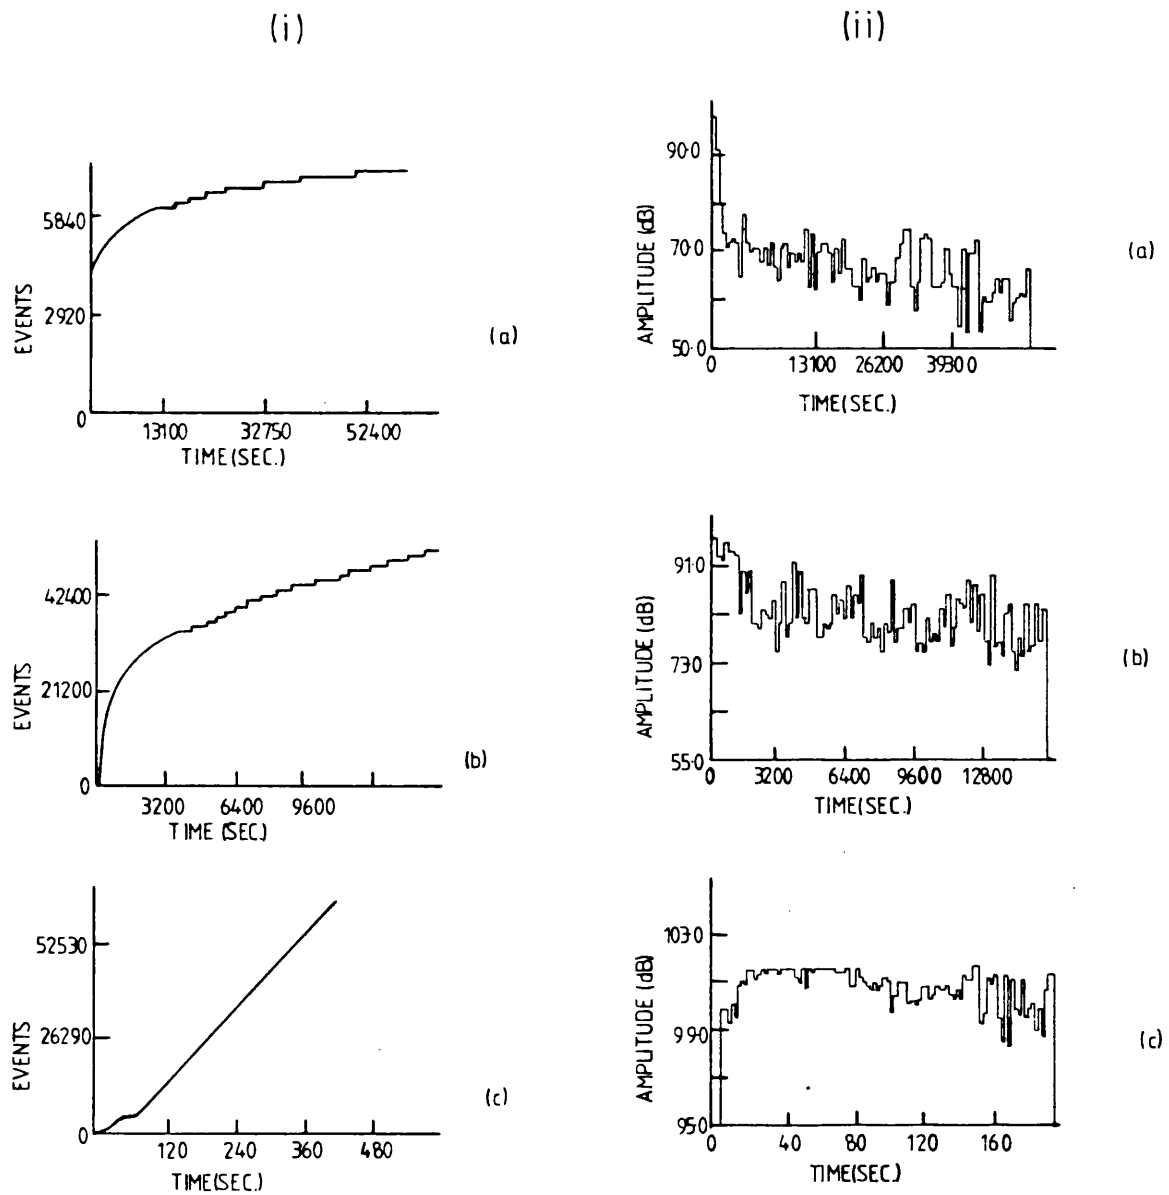 (i)
(ii)
5840
2920
0
EVENTS
13100 32750 52400
TIME(SEC.)
(a)
90·0
70·0
50·0
AMPLITUDE (dB)
0 13100 26200 39300
TIME(SEC.)
(a)
42400
21200
0
EVENTS
3200 6400 9600
TIME (SEC.)
(b)
91·0
73·0
55·0
AMPLITUDE (dB)
0 3200 6400 9600 12800
TIME(SEC.)
(b)
52530
26290
0
EVENTS
120 240 360 480
TIME(SEC.)
(c)
103·0
99·0
95·0
AMPLITUDE (dB)
0 40 80 120 160
TIME(SEC.)
(c)